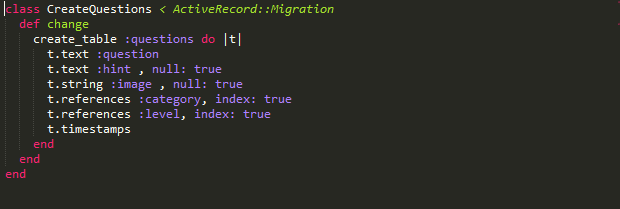 class CreateQuestions < ActiveRecord::Migration
  def change
    create_table :questions do |t|
      t.text :question
      t.text :hint , null: true
      t.string :image , null: true
      t.references :category, index: true
      t.references :level, index: true
      t.timestamps
    end
  end
end